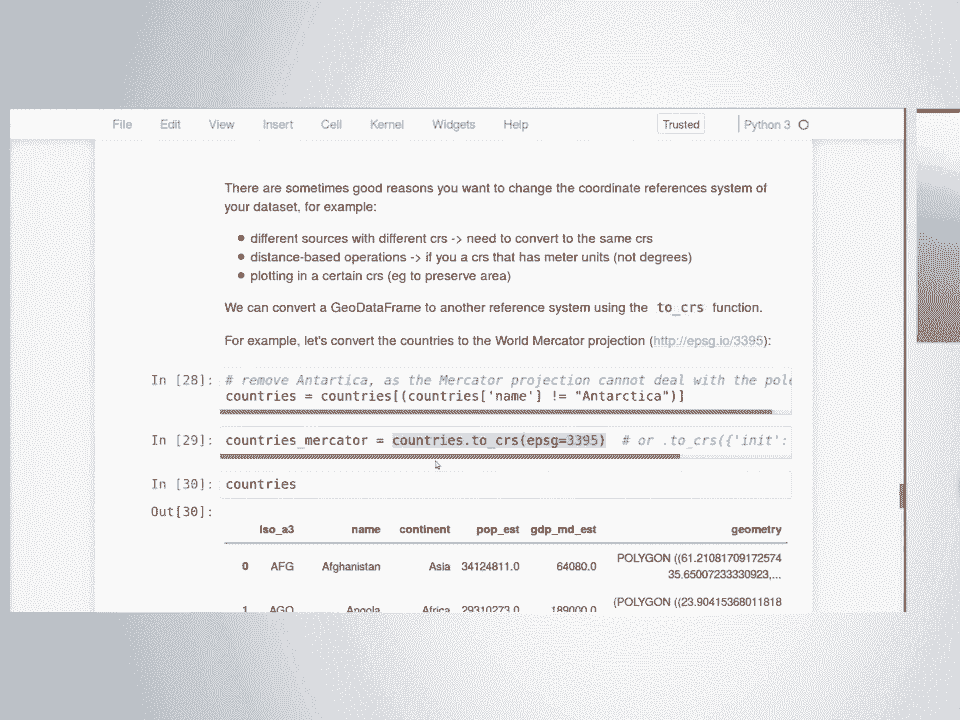 File Edit View Insert Cell Kernel Widgets Help Trusted Python 3
There are sometimes good reasons you want to change the coordinate references system of
your dataset, for example:
different sources with different crs -> need to convert to the same crs
distance-based operations -> if you a crs that has meter units (not degrees)
plotting in a certain crs (eg to preserve area)
We can convert a GeoDataFrame to another reference system using the to_crs function.
For example, let's convert the countries to the World Mercator projection (http://epsg.io/3395):
In [28]: # remove Antartica, as the Mercator projection cannot deal with the pole
countries = countries[(countries['name'] != "Antarctica")]
In [29]: countries_mercator = countries.to_crs(epsg=3395) # or .to_crs({'init':
In [30]: countries
Out[30]:
iso_a3 name continent pop_est gdp_md_est geometry
0 AFG Afghanistan Asia 34124811.0 64080.0 POLYGON ((61.21081709172574
35.65007233330923,...
1 AGO Angola Africa 29310273.0 189000.0 (POLYGON ((23.90415368011818